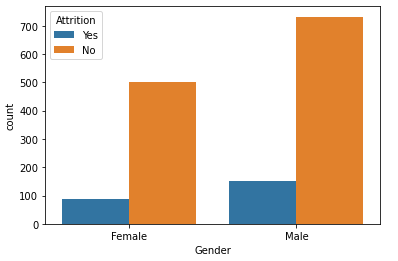 Attrition
Yes
No
700
600
500
400
300
200
100
0
count
Female
Male
Gender